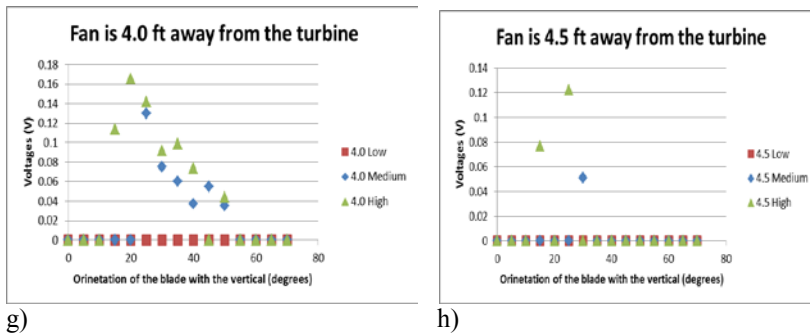 Fan is 4.0 ft away from the turbine
0.18
0.16
0.14
0.12
0.1
0.08
0.06
0.04
0.02
0
Voltages (V)
0 20 40 60 80
Orinetation of the blade with the vertical (degrees)
4.0 Low
4.0 Medium
4.0 High
g)
Fan is 4.5 ft away from the turbine
0.14
0.12
0.1
0.08
0.06
0.04
0.02
0
Voltages (V)
0 20 40 60 80
Orinetation of the blade with the vertical (degrees)
4.5 Low
4.5 Medium
4.5 High
h)